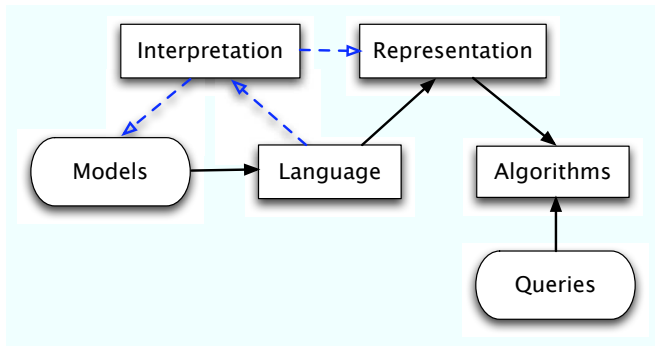 Interpretation
Representation
Models
Language
Algorithms
Queries